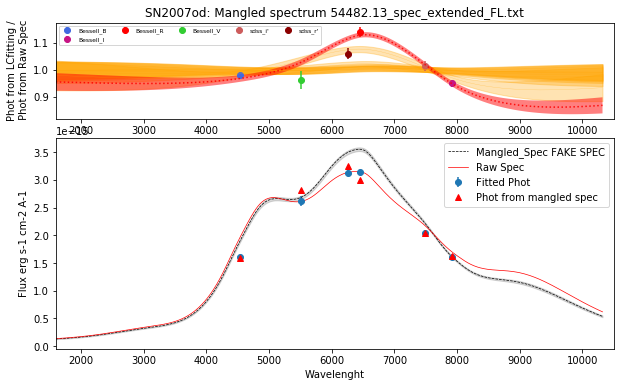 SN2007od: Mangled spectrum 54482.13_spec_extended_FL.txt
Phot from LCfitting /
Phot from Raw Spec
1.1
1.0
0.9
Bessell_B
Bessell_R
Bessell_V
sdss_i'
sdss_r'
Bessell_I
2000 3000 4000 5000 6000 7000 8000 9000 10000
Flux erg s-1 cm-2 A-1
3.5
3.0
2.5
2.0
1.5
1.0
0.5
0.0
Mangled_Spec FAKE SPEC
Raw Spec
Fitted Phot
Phot from mangled spec
2000 3000 4000 5000 6000 7000 8000 9000 10000
Wavelenght